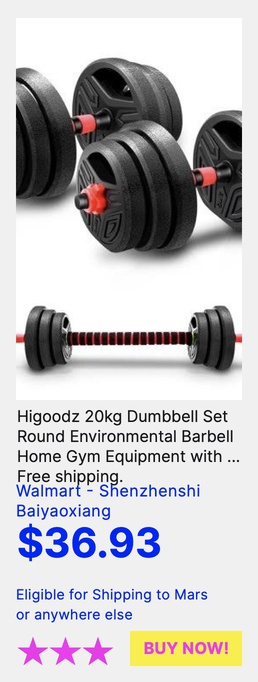 Higoodz 20kg Dumbbell Set
Round Environmental Barbell
Home Gym Equipment with ...
Free shipping.
Walmart - Shenzhenshi
Baiyaoxiang
$36.93
Eligible for Shipping to Mars
or anywhere else
BUY NOW!